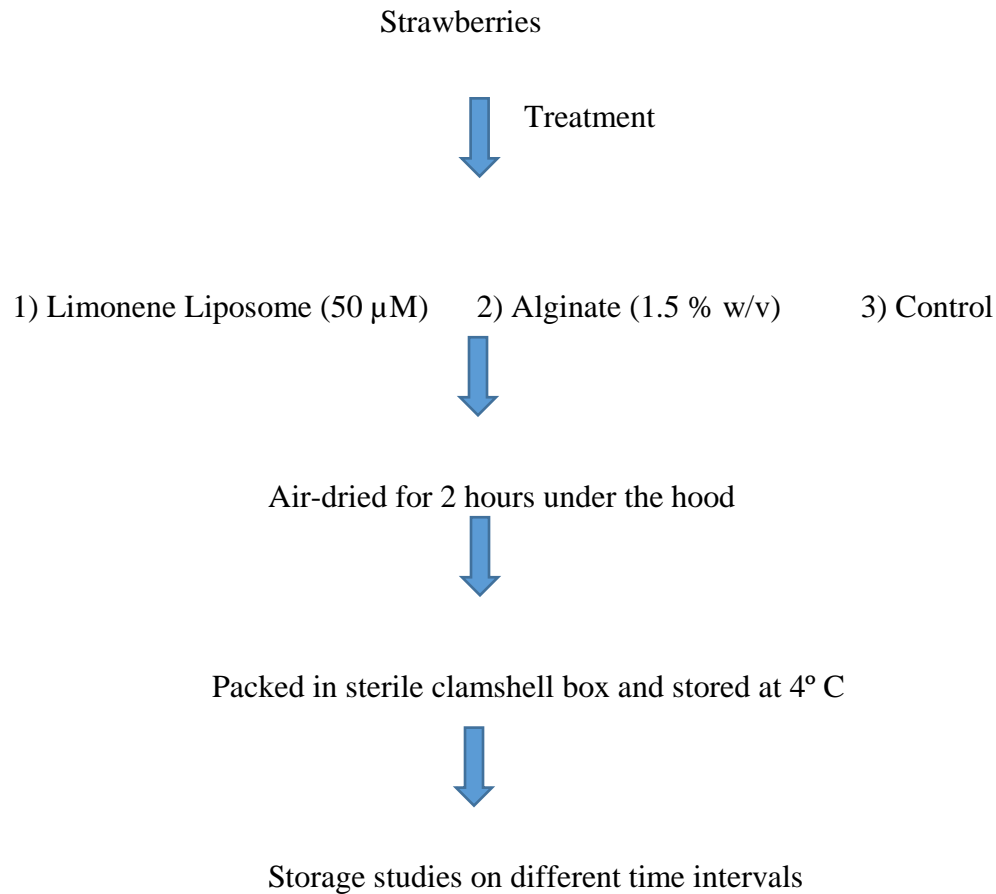 Strawberries
Treatment
1) Limonene Liposome (50 µM) 2) Alginate (1.5 % w/v) 3) Control
Air-dried for 2 hours under the hood
Packed in sterile clamshell box and stored at 4º C
Storage studies on different time intervals